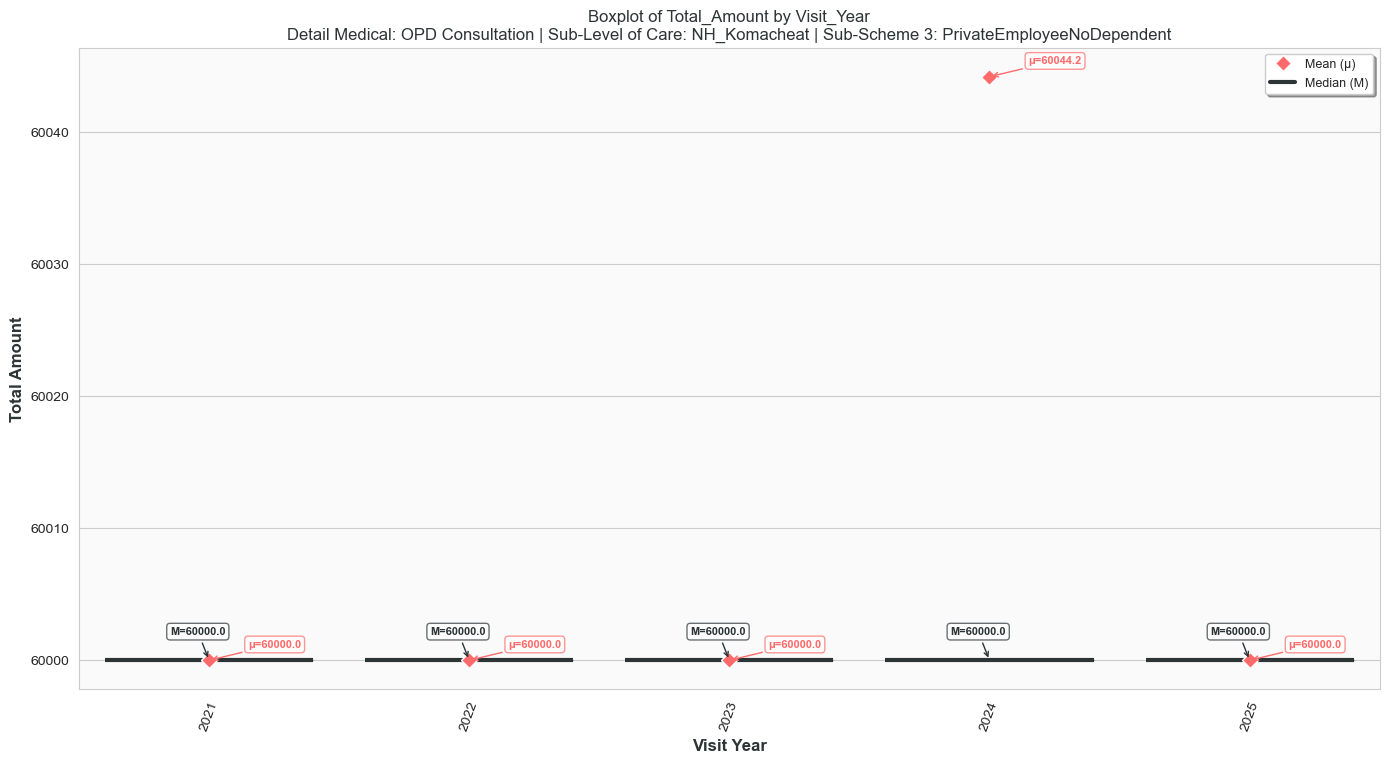 Boxplot of Total_Amount by Visit_Year
Detail Medical: OPD Consultation | Sub-Level of Care: NH_Komacheat | Sub-Scheme 3: PrivateEmployeeNoDependent
μ=60044.2
Mean (μ)
Median (M)
Total Amount
60040
60030
60020
60010
60000
M=60000.0
μ=60000.0
M=60000.0
μ=60000.0
M=60000.0
μ=60000.0
M=60000.0
M=60000.0
μ=60000.0
2021
2022
2023
2024
2025
Visit Year